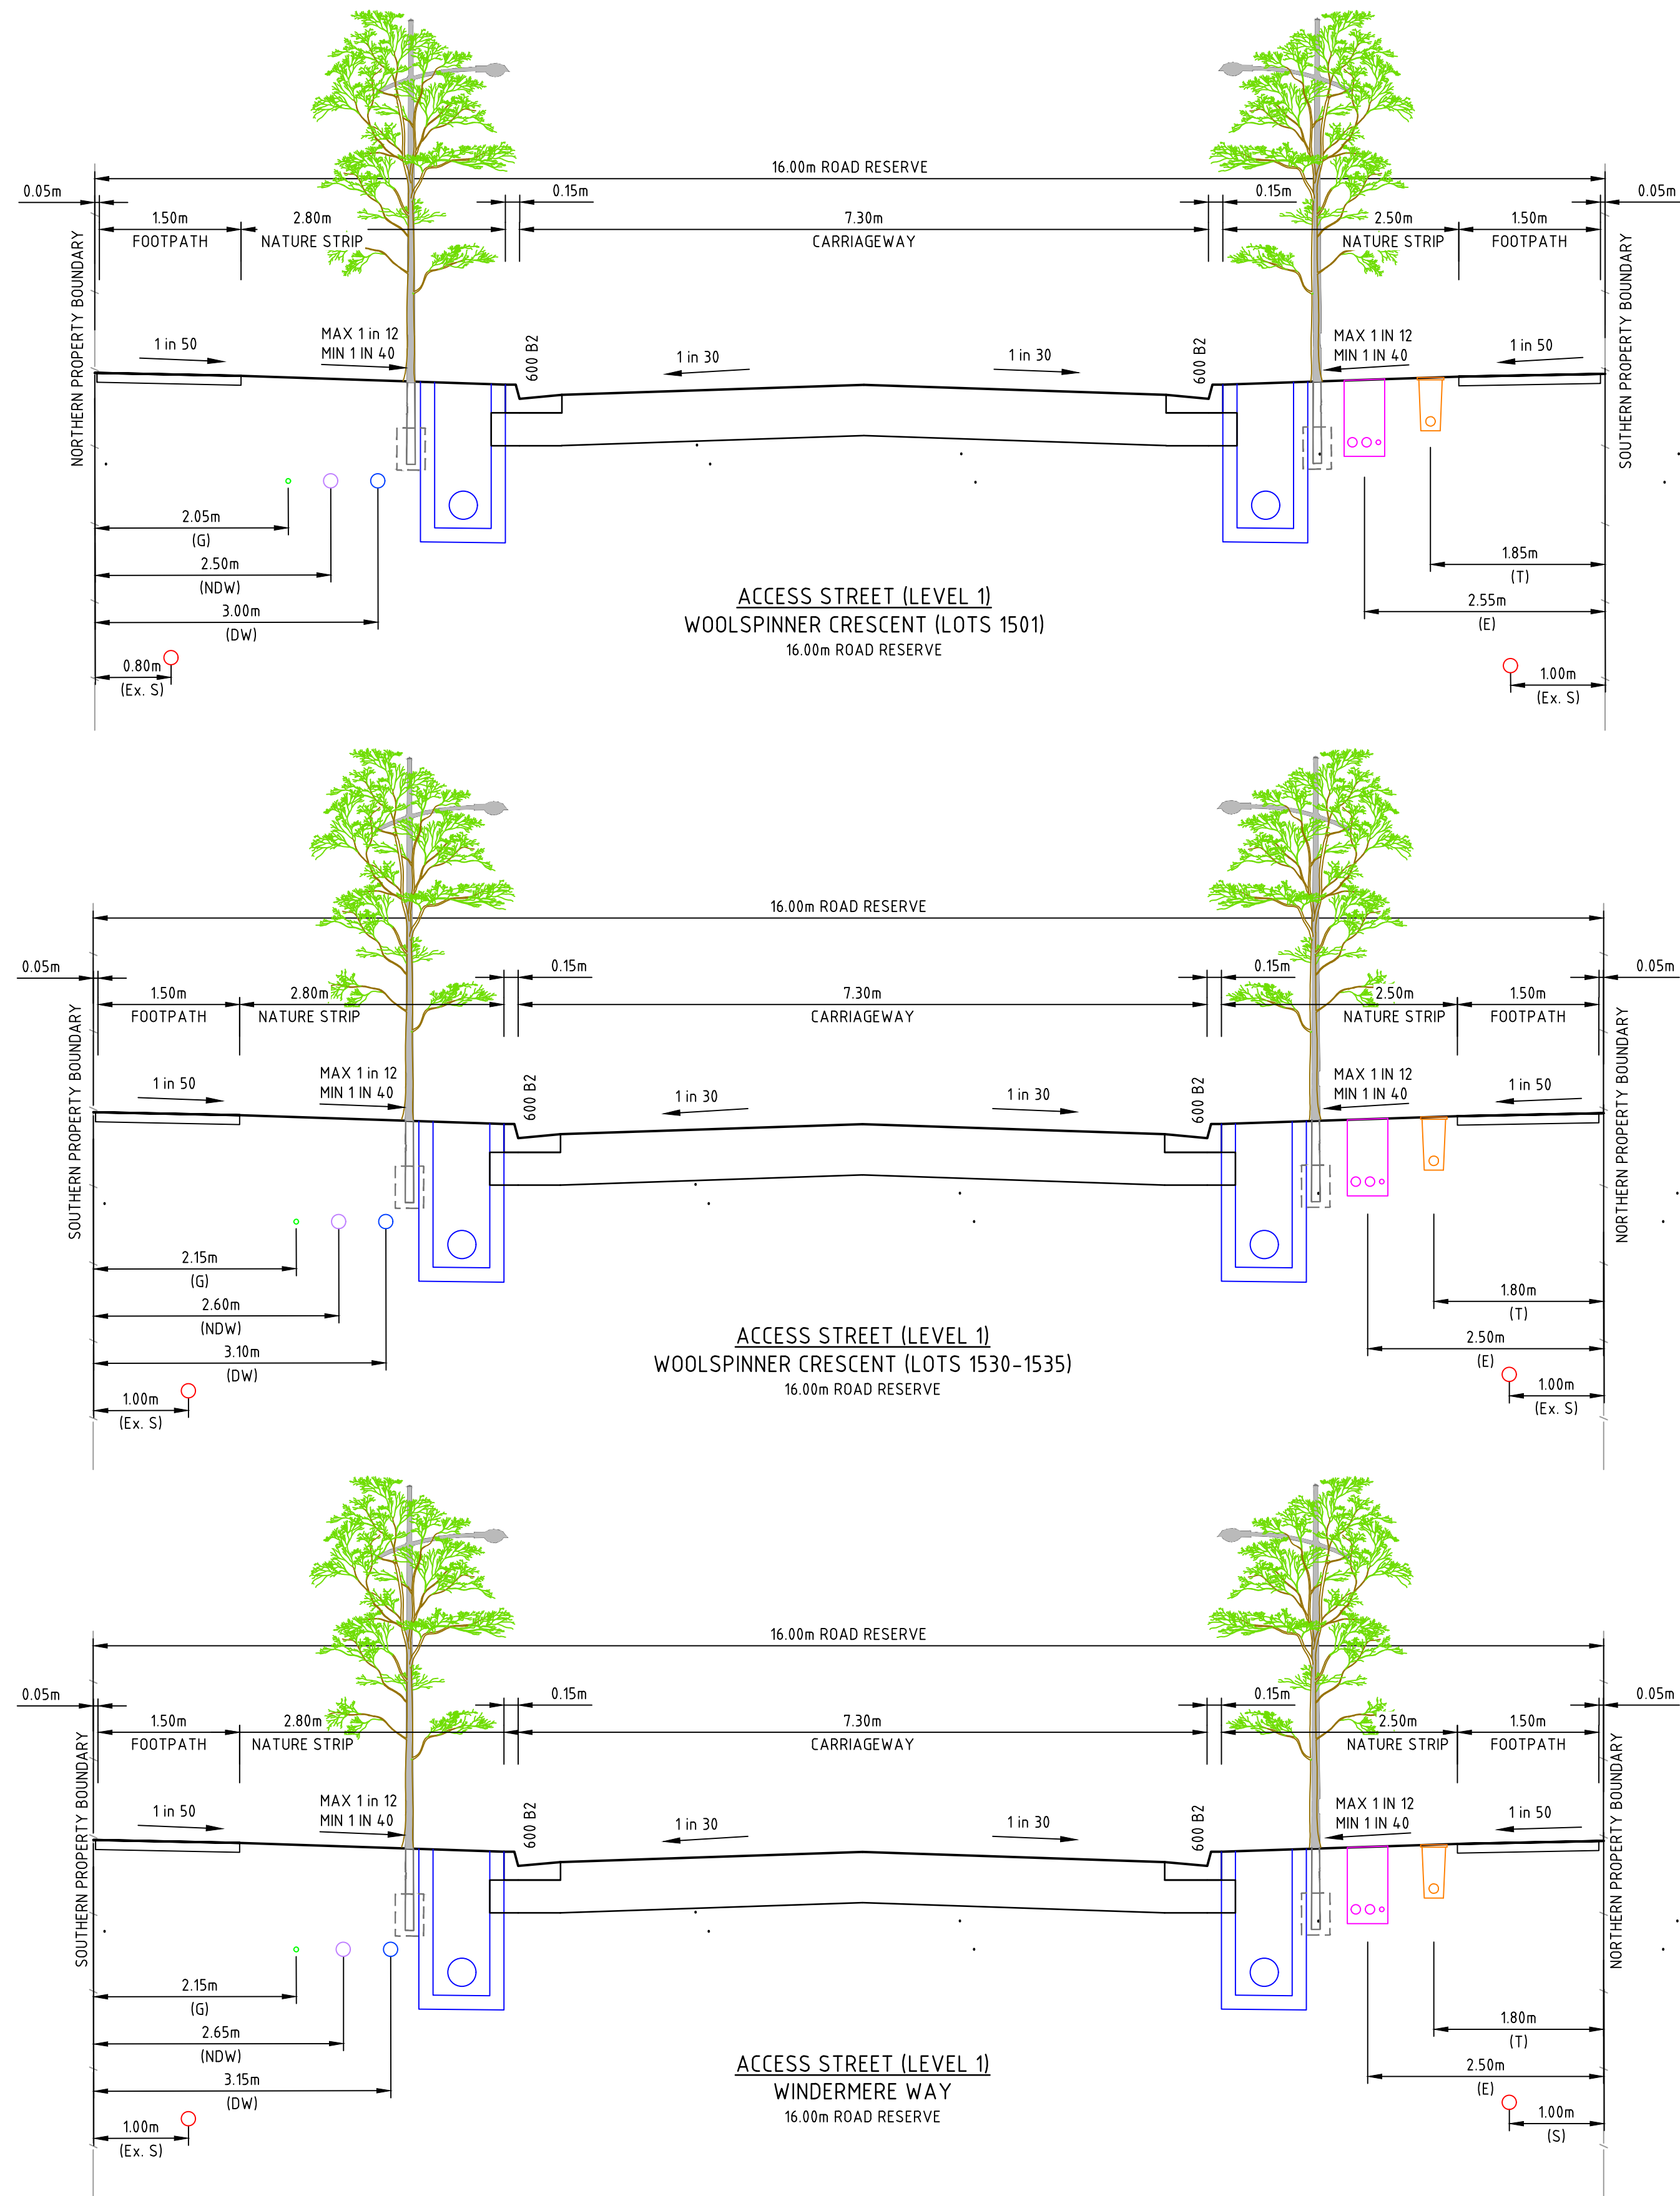 16.00m ROAD RESERVE
0.05m
0.15m
0.15m
0.05m
1.50m
2.80m
7.30m
2.50m
1.50m
FOOTPATH
NATURE STRIP
CARRIAGEWAY
NATURE STRIP
FOOTPATH
NORTHERN PROPERTY BOUNDARY
SOUTHERN PROPERTY BOUNDARY
1 in 50
MAX 1 in 12
MIN 1 IN 40
600 B2
1 in 30
1 in 30
600 B2
MAX 1 IN 12
MIN 1 IN 40
1 in 50
2.05m
(G)
2.50m
(NDW)
3.00m
(DW)
0.80m
(Ex. S)
1.85m
(T)
2.55m
(E)
1.00m
(Ex. S)
ACCESS STREET (LEVEL 1)
WOOLSPINNER CRESCENT (LOTS 1501)
16.00m ROAD RESERVE
16.00m ROAD RESERVE
0.05m
0.15m
0.15m
0.05m
1.50m
2.80m
7.30m
2.50m
1.50m
FOOTPATH
NATURE STRIP
CARRIAGEWAY
NATURE STRIP
FOOTPATH
SOUTHERN PROPERTY BOUNDARY
NORTHERN PROPERTY BOUNDARY
1 in 50
MAX 1 in 12
MIN 1 IN 40
600 B2
1 in 30
1 in 30
600 B2
MAX 1 IN 12
MIN 1 IN 40
1 in 50
2.15m
(G)
2.60m
(NDW)
3.10m
(DW)
1.00m
(Ex. S)
1.80m
(T)
2.50m
(E)
1.00m
(Ex. S)
ACCESS STREET (LEVEL 1)
WOOLSPINNER CRESCENT (LOTS 1530-1535)
16.00m ROAD RESERVE
16.00m ROAD RESERVE
0.05m
0.15m
0.15m
0.05m
1.50m
2.80m
7.30m
2.50m
1.50m
FOOTPATH
NATURE STRIP
CARRIAGEWAY
NATURE STRIP
FOOTPATH
SOUTHERN PROPERTY BOUNDARY
NORTHERN PROPERTY BOUNDARY
1 in 50
MAX 1 in 12
MIN 1 IN 40
600 B2
1 in 30
1 in 30
600 B2
MAX 1 IN 12
MIN 1 IN 40
1 in 50
2.15m
(G)
2.65m
(NDW)
3.15m
(DW)
1.00m
(Ex. S)
1.80m
(T)
2.50m
(E)
1.00m
(S)
ACCESS STREET (LEVEL 1)
WINDERMERE WAY
16.00m ROAD RESERVE